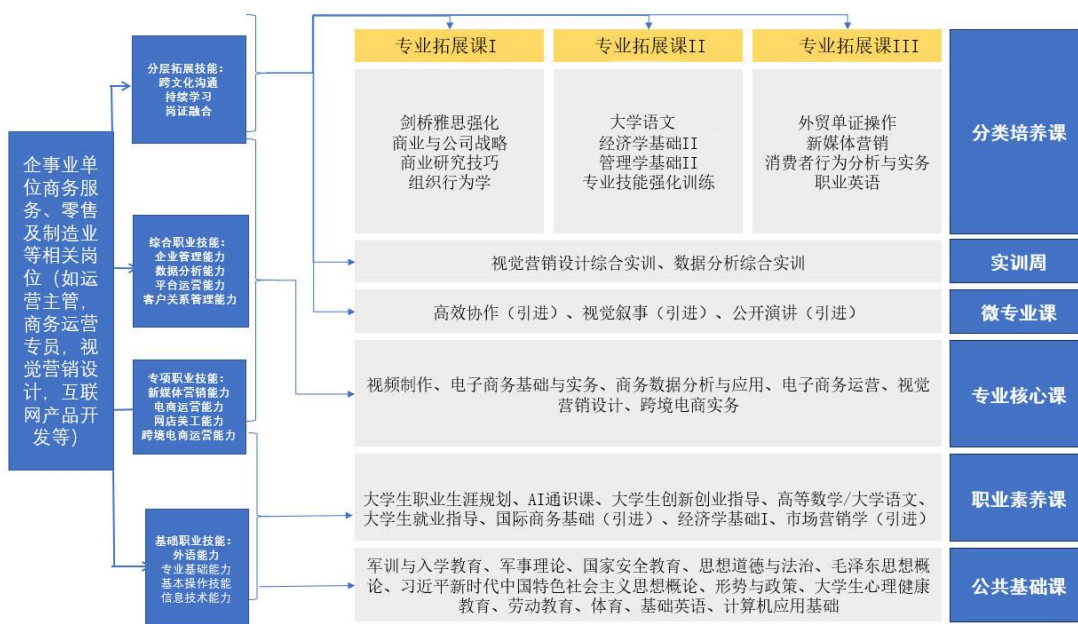 企事业单
位商务服
务、零售
及制造业
等相关岗
位（如运
营主管,
商务运营
专员, 视
觉营销设
计, 互联
网产品开
发等）
分层拓展技能：
跨文化沟通
持续学习
岗证融合
综合职业技能：
企业管理能力
数据分析能力
平台运营能力
客户关系管理能力
专项职业技能：
新媒体营销能力
电商运营能力
网店美工能力
跨境电商运营能力
基础职业技能：
外语能力
专业基础能力
基本操作技能
信息技术能力
专业拓展课I
剑桥雅思强化
商业与公司战略
商业研究技巧
组织行为学
专业拓展课II
大学语文
经济学基础II
管理学基础II
专业技能强化训练
专业拓展课III
外贸单证操作
新媒体营销
消费者行为分析与实务
职业英语
分类培养课
视觉营销设计综合实训、数据分析综合实训
实训周
高效协作（引进）、视觉叙事（引进）、公开演讲（引进）
微专业课
视频制作、电子商务基础与实务、商务数据分析与应用、电子商务运营、视觉
营销设计、跨境电商实务
专业核心课
大学生职业生涯规划、AI通识课、大学生创新创业指导、高等数学/大学语文、
大学生就业指导、国际商务基础（引进）、经济学基础I、市场营销学（引进）
职业素养课
军训与入学教育、军事理论、国家安全教育、思想道德与法治、毛泽东思想概
论、习近平新时代中国特色社会主义思想概论、形势与政策、大学生心理健康
教育、劳动教育、体育、基础英语、计算机应用基础
公共基础课